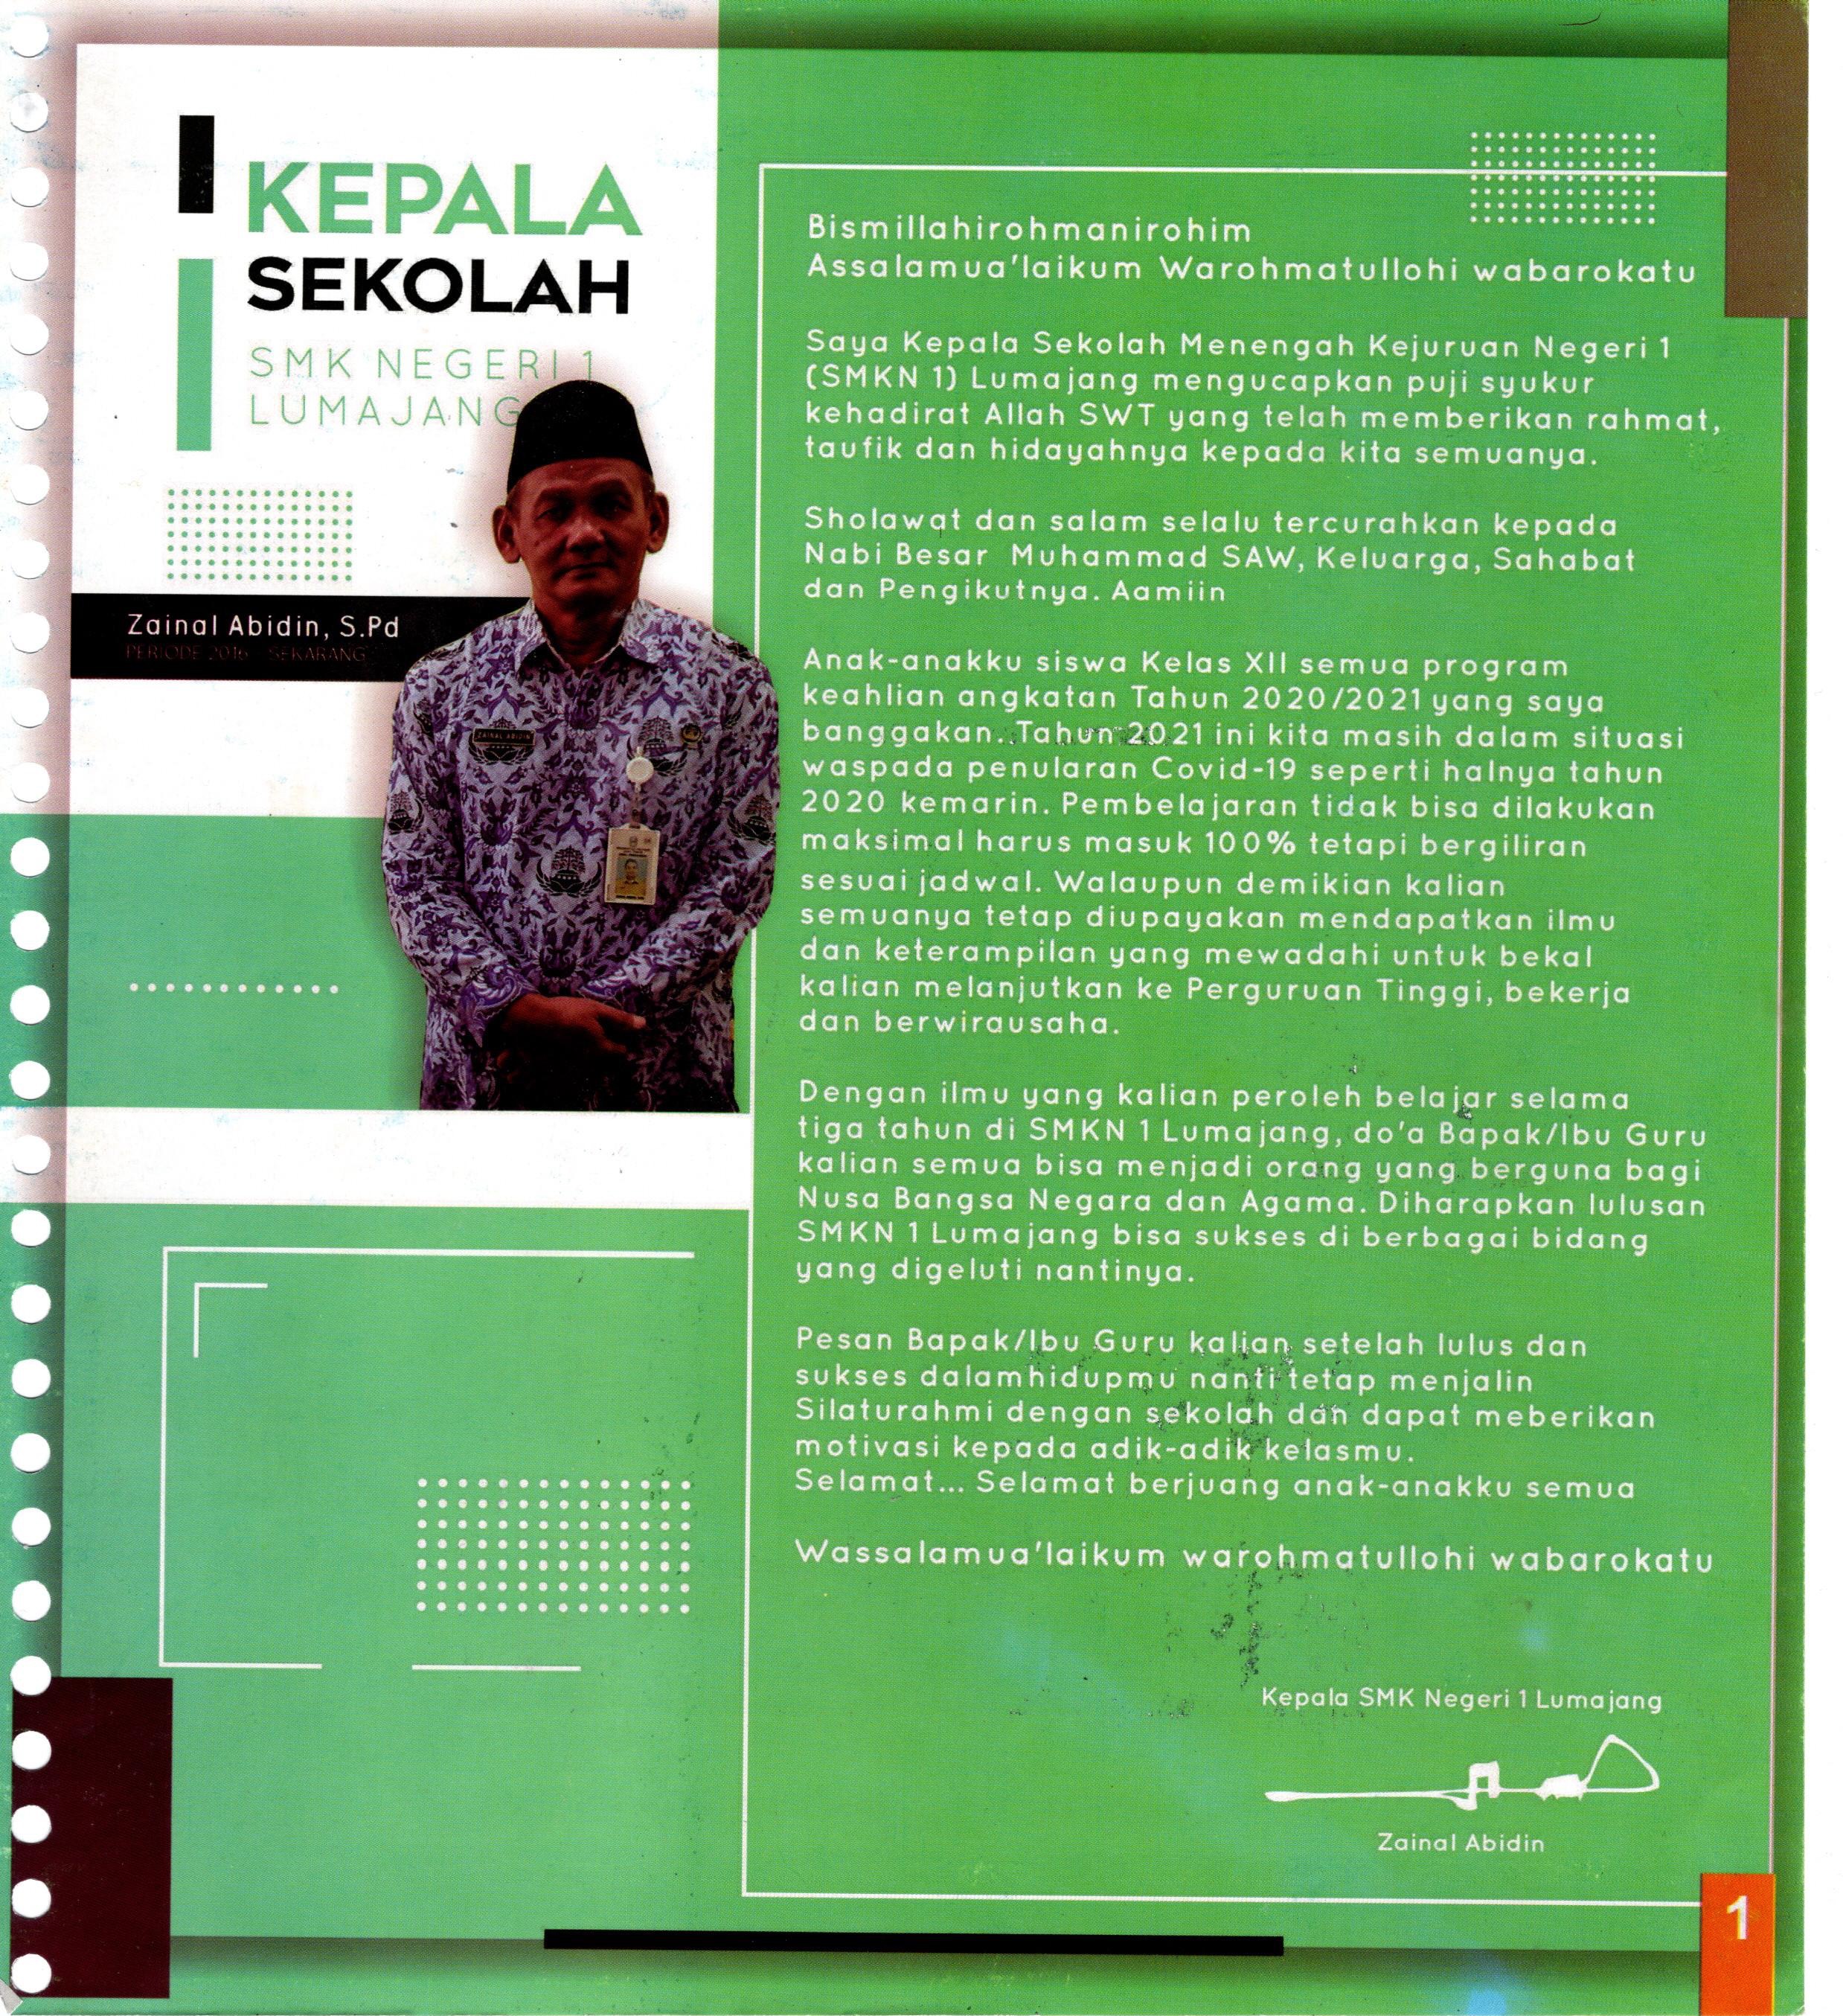 KEPALA
SEKOLAH
SMK NEGERI 1
LUMAJANG
Zainal Abidin, S.Pd
PERIODE 2016 - SEKARANG
ZAINAL ABIDIN
Bismillahirohmanirohim
Assalamua'laikum Warohmatullohi wabarokatu
Saya Kepala Sekolah Menengah Kejuruan Negeri 1
(SMKN 1) Lumajang mengucapkan puji syukur
kehadirat Allah SWT yang telah memberikan rahmat,
taufik dan hidayahnya kepada kita semuanya.
Sholawat dan salam selalu tercurahkan kepada
Nabi Besar Muhammad SAW, Keluarga, Sahabat
dan Pengikutnya. Aamiin
Anak-anakku siswa Kelas XII semua program
keahlian angkatan Tahun 2020/2021 yang saya
banggakan..Tahun 2021 ini kita masih dalam situasi
waspada penularan Covid-19 seperti halnya tahun
2020 kemarin. Pembelajaran tidak bisa dilakukan
maksimal harus masuk 100% tetapi bergiliran
sesuai jadwal. Walaupun demikian kalian
semuanya tetap diupayakan mendapatkan ilmu
dan keterampilan yang mewadahi untuk bekal
kalian melanjutkan ke Perguruan Tinggi, bekerja
dan berwirausaha.
Dengan ilmu yang kalian peroleh belajar selama
tiga tahun di SMKN 1 Lumajang, do'a Bapak/Ibu Guru
kalian semua bisa menjadi orang yang berguna bagi
Nusa Bangsa Negara dan Agama. Diharapkan lulusan
SMKN 1 Lumajang bisa sukses di berbagai bidang
yang digeluti nantinya.
Pesan Bapak/Ibu Guru kalian setelah lulus dan
sukses dalamhidupmu nanti tetap menjalin
Silaturahmi dengan sekolah dan dapat meberikan
motivasi kepada adik-adik kelasmu.
Selamat... Selamat berjuang anak-anakku semua
Wassalamua'laikum warohmatullohi wabarokatu
Kepala SMK Negeri 1 Lumajang
Zainal Abidin
1